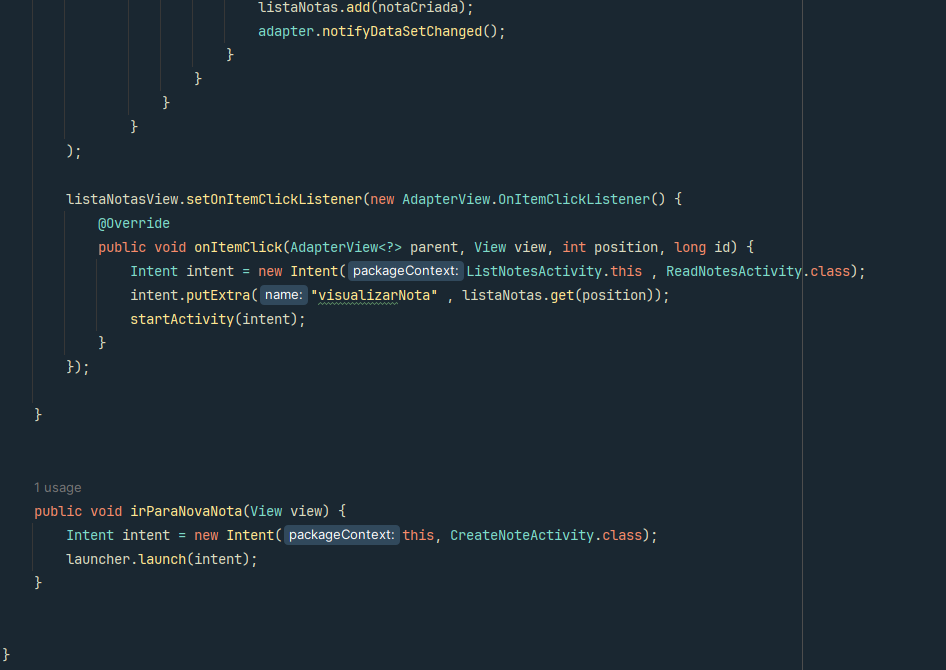 listaNotas.add(notaCriada);
adapter.notifyDataSetChanged();
}
}
}
}
);
listaNotasView.setOnItemClickListener(new AdapterView.OnItemClickListener() {
@Override
public void onItemClick(AdapterView<?> parent, View view, int position, long id) {
Intent intent = new Intent( packageContext: ListNotesActivity.this , ReadNotesActivity.class);
intent.putExtra( name: "visualizarNota" , listaNotas.get(position));
startActivity(intent);
}
});
}
1 usage
public void irParaNovaNota(View view) {
Intent intent = new Intent( packageContext: this, CreateNoteActivity.class);
launcher.launch(intent);
}
}